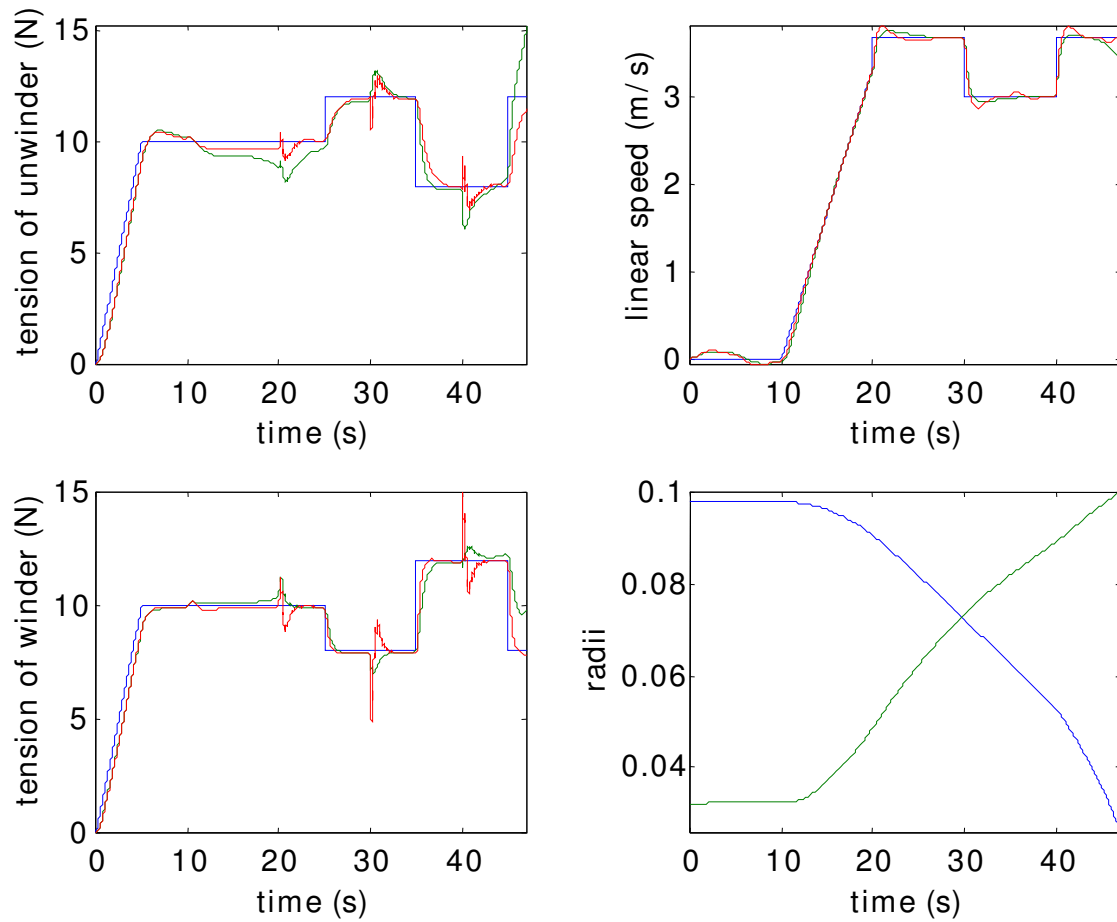 tension of unwinder (N)
15
10
5
0
0 10 20 30 40
time (s)
linear speed (m/s)
3
2
1
0
0 10 20 30 40
time (s)
tension of winder (N)
15
10
5
0
0 10 20 30 40
time (s)
radii
0.1
0.08
0.06
0.04
0 10 20 30 40
time (s)